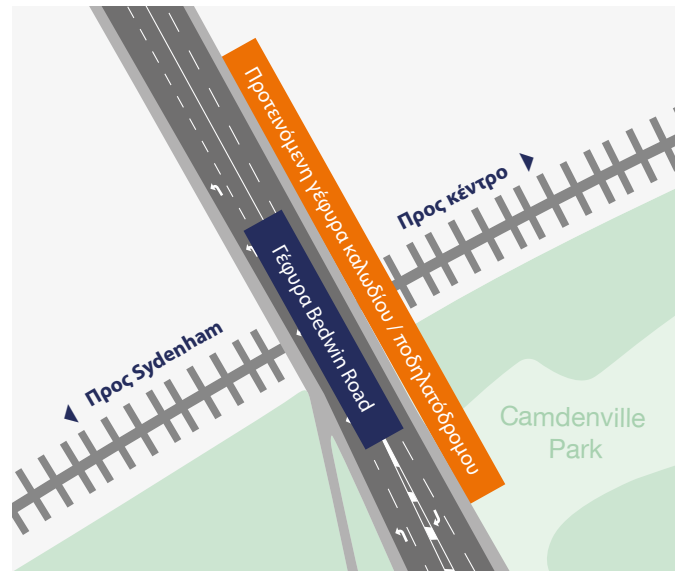 Προτεινόμενη γέφυρα καλωδίου / ποδηλατόδρομου
Προς κέντρο
Γέφυρα Bedwin Road
Προς Sydenham
Camdenville
Park